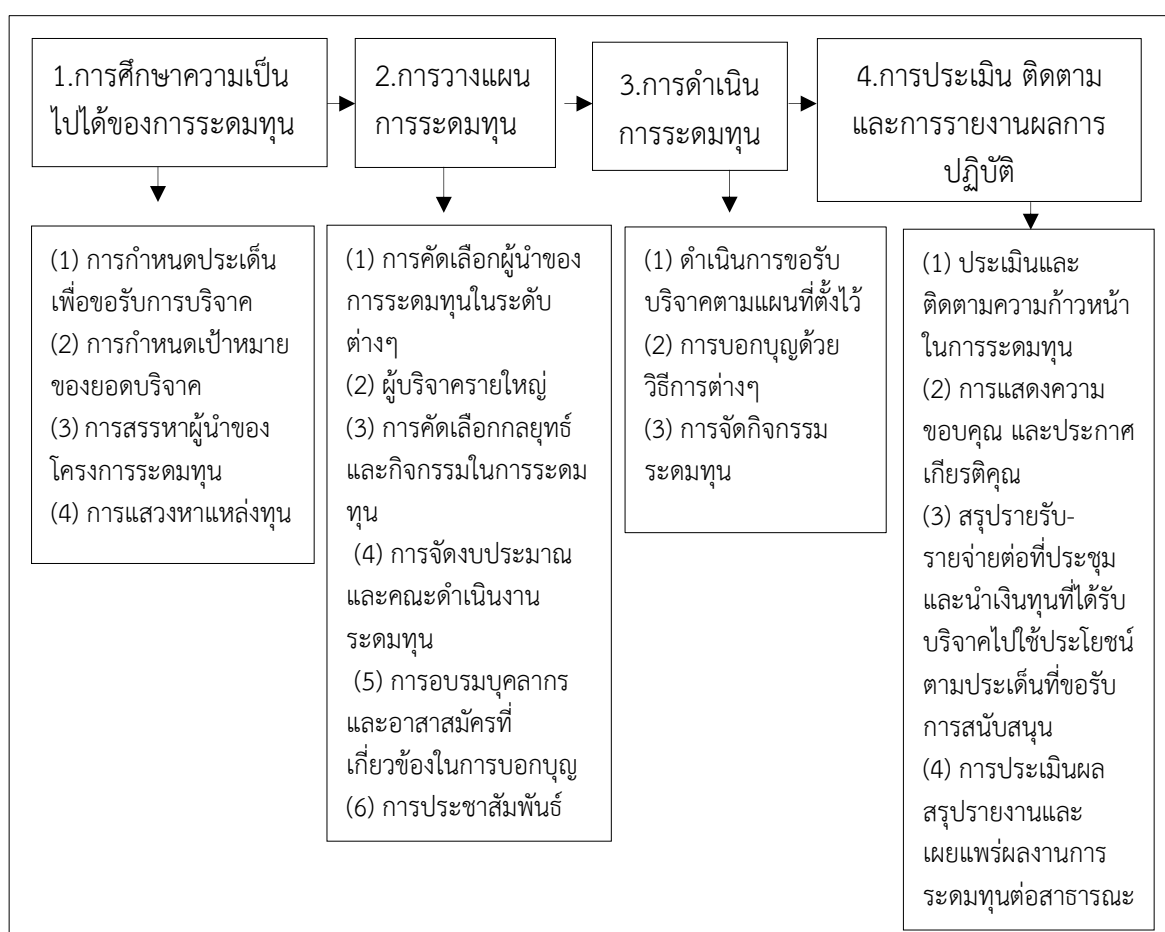 1.การศึกษาความเป็น
ไปได้ของการระดมทุน
2.การวางแผน
การระดมทุน
3.การดำเนิน
การระดมทุน
4.การประเมิน ติดตาม
และการรายงานผลการ
ปฏิบัติ
(1) การกำหนดประเด็น
เพื่อขอรับการบริจาค
(2) การกำหนดเป้าหมาย
ของยอดบริจาค
(3) การสรรหาผู้นำของ
โครงการระดมทุน
(4) การแสวงหาแหล่งทุน
(1) การคัดเลือกผู้นำของ
การระดมทุนในระดับ
ต่างๆ
(2) ผู้บริจาครายใหญ่
(3) การคัดเลือกกลยุทธ์
และกิจกรรมในการระดม
ทุน
(4) การจัดงบประมาณ
และคณะดำเนินงาน
ระดมทุน
(5) การอบรมบุคลากร
และอาสาสมัครที่
เกี่ยวข้องในการบอกบุญ
(6) การประชาสัมพันธ์
(1) ดำเนินการขอรับ
บริจาคตามแผนที่ตั้งไว้
(2) การบอกบุญด้วย
วิธีการต่างๆ
(3) การจัดกิจกรรม
ระดมทุน
(1) ประเมินและ
ติดตามความก้าวหน้า
ในการระดมทุน
(2) การแสดงความ
ขอบคุณ และประกาศ
เกียรติคุณ
(3) สรุปรายรับ-
รายจ่ายต่อที่ประชุม
และนำเงินทุนที่ได้รับ
บริจาคไปใช้ประโยชน์
ตามประเด็นที่ขอรับ
การสนับสนุน
(4) การประเมินผล
สรุปรายงานและ
เผยแพร่ผลงานการ
ระดมทุนต่อสาธารณะ